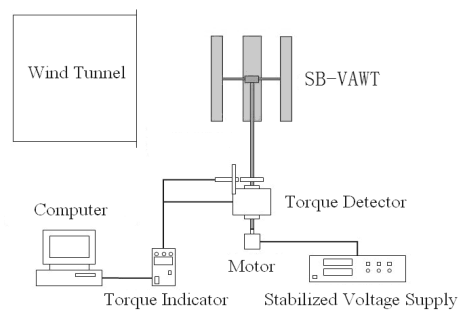 Wind Tunnel
SB-VAWT
Torque Detector
Computer
Motor
Torque Indicator
Stabilized Voltage Supply